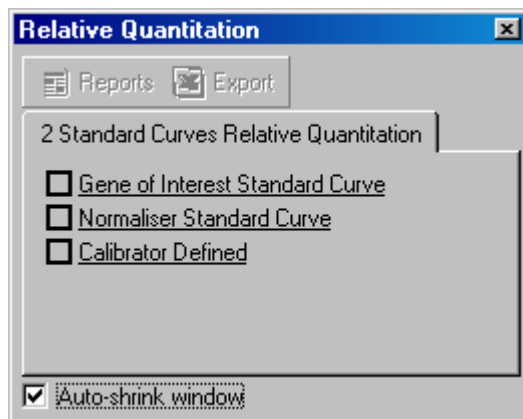 Relative Quantitation
Reports Export
2 Standard Curves Relative Quantitation
Gene of Interest Standard Curve
Normaliser Standard Curve
Calibrator Defined
Auto-shrink window